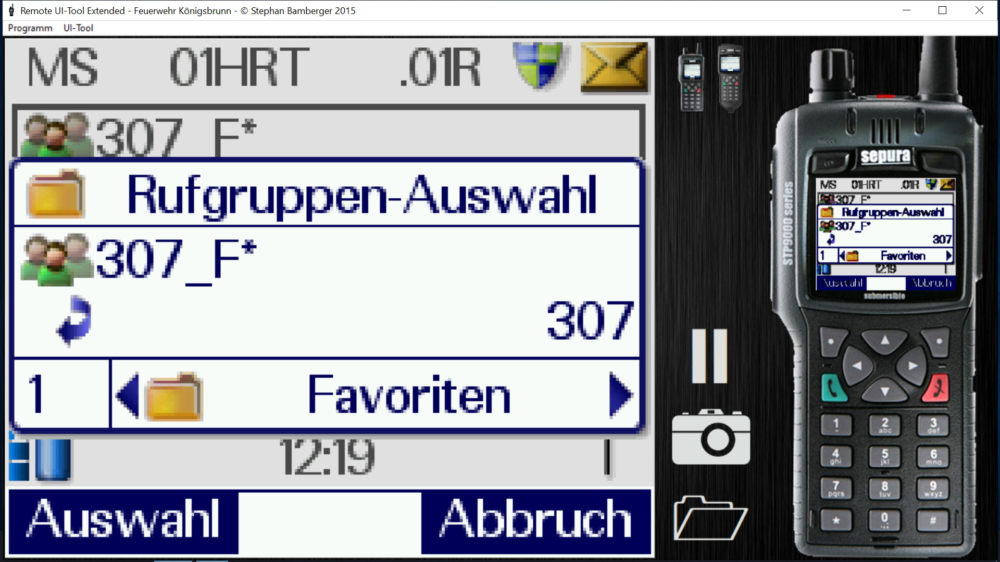 Remote UI-Tool Extended - Feuerwehr Königsbrunn - © Stephan Bamberger 2015
Programm UI-Tool
MS 01HRT .01R
307_F*
Rufgruppen-Auswahl
307_F*
307
1 Favoriten
12:19
Auswahl Abbruch
sepura
STP9000 series
MS 01HRT .01R
307_F*
Rufgruppen-Auswahl
307_F*
307
1 Favoriten
12:19
Auswahl Abbruch
submersible
1 2 abc 3 def
4 ghi 5 jkl 6 mno
7 pqrs 8 tuv 9 wxyz
* 0 #